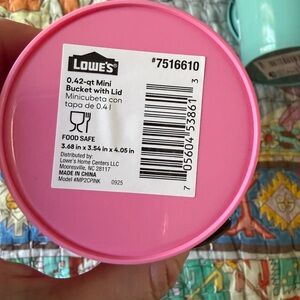 LOWE'S
#7516610
0.42-qt Mini
Bucket with Lid
Minicubeta con
tapa de 0.4 l
FOOD SAFE
3.68 in x 3.54 in x 4.05 in
Distributed by:
Lowe's Home Centers LLC
Mooresville, NC 28117
MADE IN CHINA
Model #MP2CPINK 0925
7 05604 53861 3